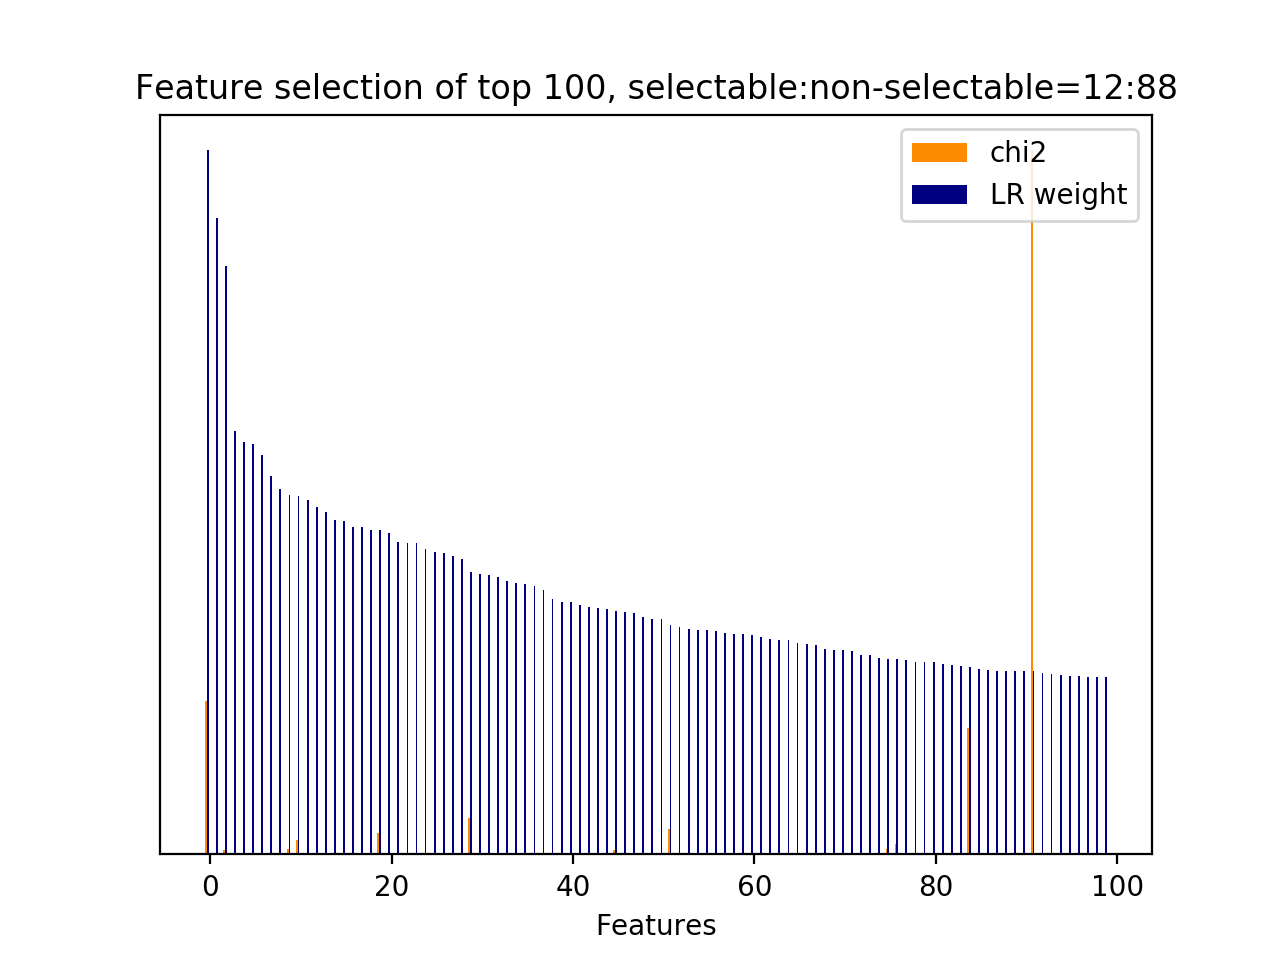 Feature selection of top 100, selectable:non-selectable=12:88
chi2
LR weight
0 20 40 60 80 100
Features